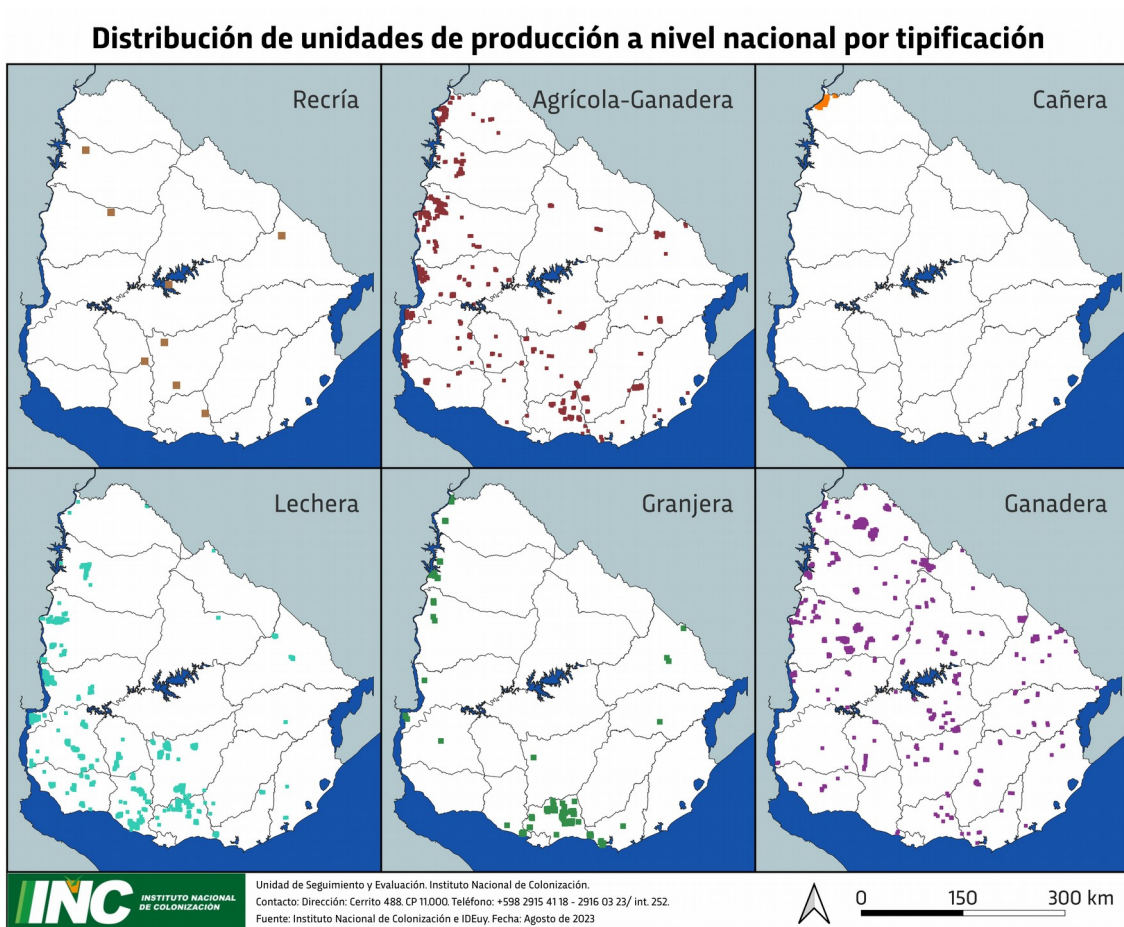 Distribución de unidades de producción a nivel nacional por tipificación
Recría
Agrícola-Ganadera
Cañera
Lechera
Granjera
Ganadera
INC
INSTITUTO NACIONAL
DE COLONIZACIÓN
Unidad de Seguimiento y Evaluación. Instituto Nacional de Colonización.
Contacto: Dirección: Cerrito 488. CP 11.000. Teléfono: +598 2915 41 18 - 2916 03 23/ int. 252.
Fuente: Instituto Nacional de Colonización e IDEuy. Fecha: Agosto de 2023
0 150 300 km